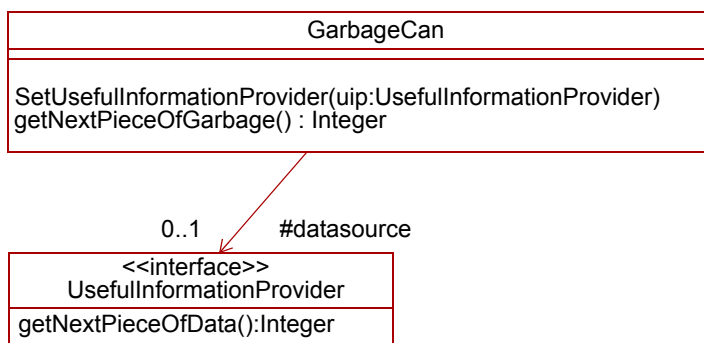 GarbageCan
SetUsefulInformationProvider(uip:UsefulInformationProvider)
getNextPieceOfGarbage() : Integer
0..1 #datasource
<<interface>>
UsefulInformationProvider
getNextPieceOfData():Integer